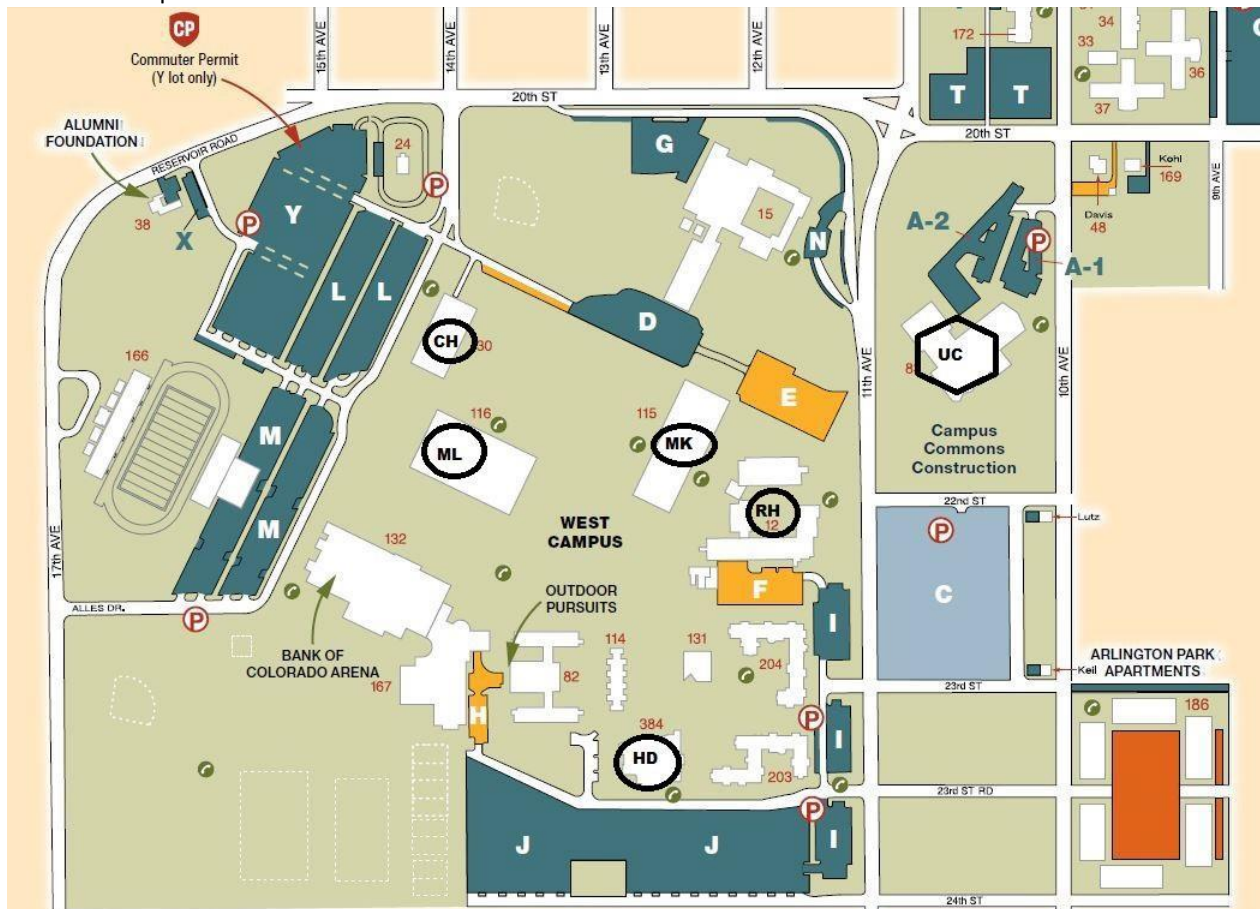 CP
Commuter Permit
(Y lot only)
15th AVE
14th AVE
13th AVE
12th AVE
172
34
33
36
37
T
T
20th ST
20th ST
ALUMNI
FOUNDATION
RESERVOIR ROAD
24
P
G
15
N
Kohl
169
Davis
48
9th AVE
38
X
P
Y
L
L
A-2
P
A-1
D
CH
30
UC
8
11th AVE
10th AVE
166
E
116
ML
115
MK
M
M
Campus
Commons
Construction
RH
12
22nd ST
Lutz
P
C
WEST
CAMPUS
132
17th AVE
F
I
OUTDOOR
PURSUITS
ALLES DR.
P
BANK OF
COLORADO ARENA
167
82
114
131
204
ARLINGTON PARK
APARTMENTS
Keil
23rd ST
186
H
384
HD
203
P
I
23rd ST RD
P
I
J
J
24th ST